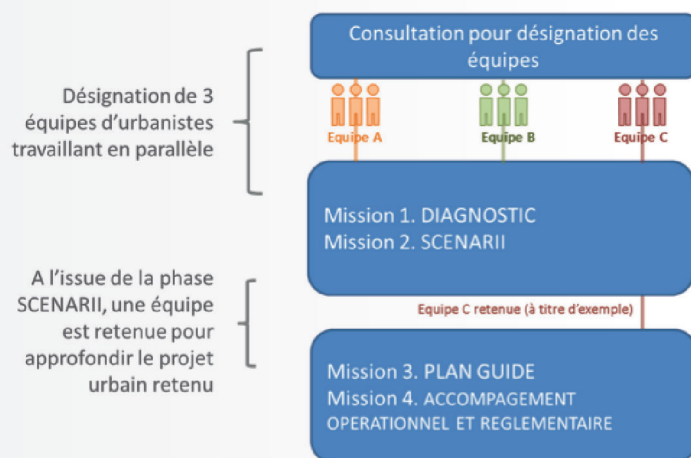 Consultation pour désignation des
équipes
Désignation de 3
équipes d'urbanistes
travaillant en parallèle
Equipe A
Equipe B
Equipe C
Mission 1. DIAGNOSTIC
Mission 2. SCENARII
A l'issue de la phase
SCENARII, une équipe
est retenue pour
approfondir le projet
urbain retenu
Equipe C retenue (à titre d'exemple)
Mission 3. PLAN GUIDE
Mission 4. ACCOMPAGEMENT
OPERATIONNEL ET REGLEMENTAIRE